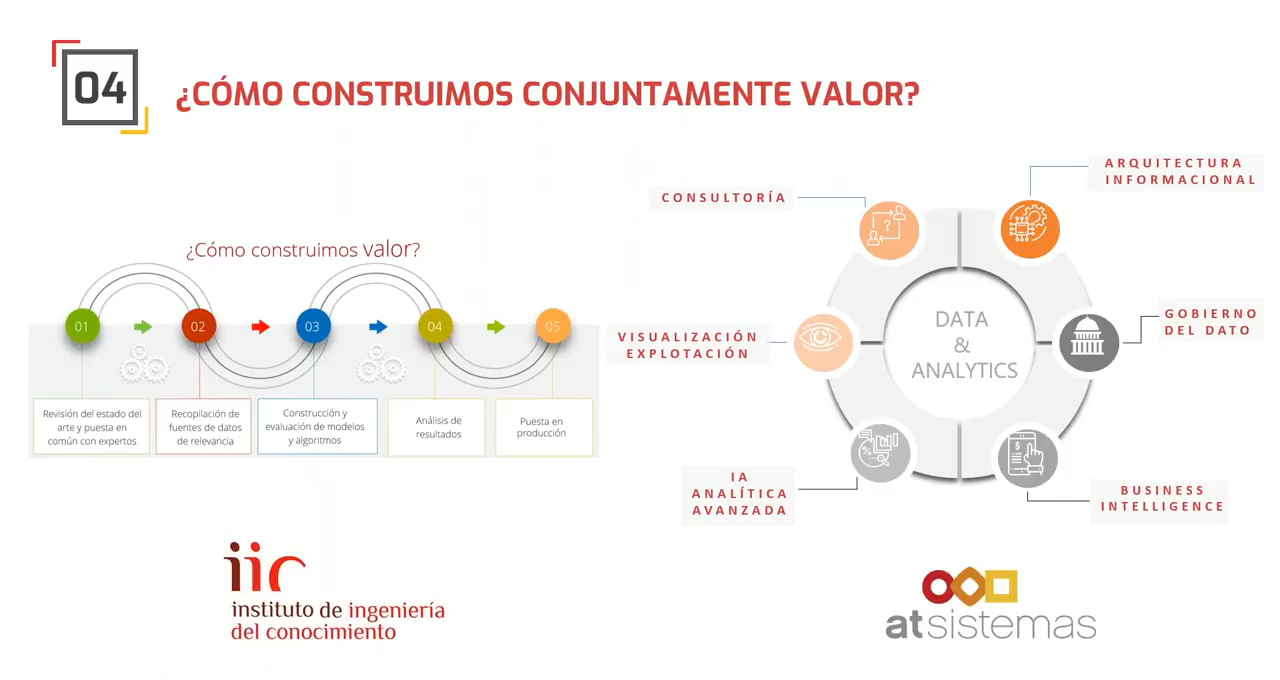 04
¿CÓMO CONSTRUIMOS CONJUNTAMENTE VALOR?
¿Cómo construimos valor?
01
02
03
04
05
Revisión del estado del
arte y puesta en
común con expertos
Recopilación de
fuentes de datos
de relevancia
Construcción y
evaluación de modelos
y algoritmos
Análisis de
resultados
Puesta en
producción
iic
instituto de ingeniería
del conocimiento
CONSULTORÍA
ARQUITECTURA
INFORMACIONAL
VISUALIZACIÓN
EXPLOTACIÓN
DATA
&
ANALYTICS
GOBIERNO
DEL DATO
IA
ANALÍTICA
AVANZADA
BUSINESS
INTELLIGENCE
?
%
$
atsistemas